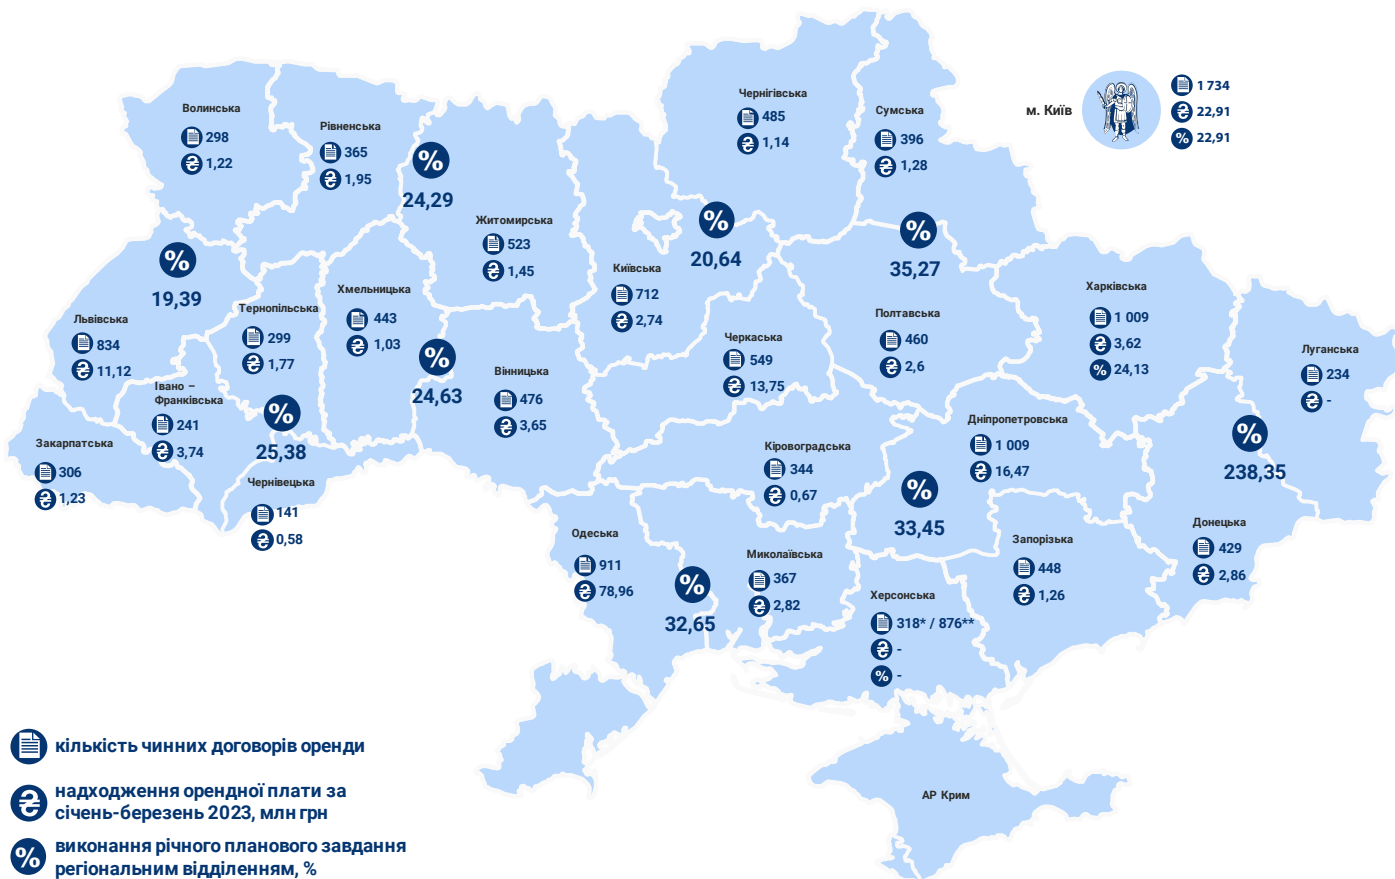 Волинська
298
1,22
Рівненська
365
1,95
24,29
Житомирська
523
1,45
Чернігівська
485
1,14
Сумська
396
1,28
м. Київ
1 734
22,91
%
22,91
%
19,39
Львівська
834
11,12
Тернопільська
299
1,77
Хмельницька
443
1,03
%
24,63
Вінницька
476
3,65
Київська
712
2,74
%
20,64
Черкаська
549
13,75
%
35,27
Полтавська
460
2,6
Харківська
1 009
3,62
%
24,13
Луганська
234
-
%
238,35
Донецька
429
2,86
Івано –
Франківська
241
3,74
%
25,38
Закарпатська
306
1,23
Чернівецька
141
0,58
Одеська
911
78,96
%
32,65
Миколаївська
367
2,82
Кіровоградська
344
0,67
Дніпропетровська
1 009
16,47
%
33,45
Запорізька
448
1,26
Херсонська
318* / 876**
-
%
-
АР Крим
кількість чинних договорів оренди
надходження орендної плати за
січень-березень 2023, млн грн
%
виконання річного планового завдання
регіональним відділенням, %